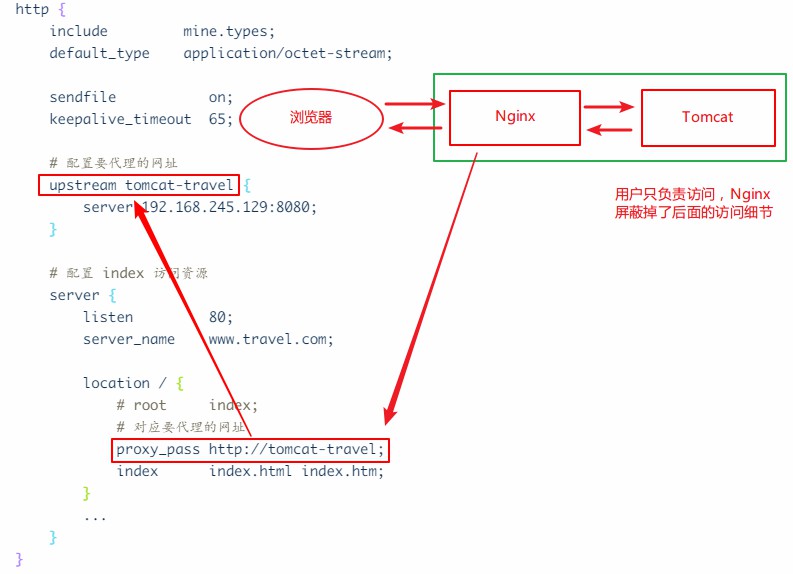 http {
include mine.types;
default_type application/octet-stream;
sendfile on;
keepalive_timeout 65;
浏览器
Nginx
Tomcat
# 配置要代理的网址
upstream tomcat-travel {
server 192.168.245.129:8080;
}
用户只负责访问，Nginx
屏蔽掉了后面的访问细节
# 配置 index 访问资源
server {
listen 80;
server_name www.travel.com;
location / {
# root index;
# 对应要代理的网址
proxy_pass http://tomcat-travel;
index index.html index.htm;
}
...
}
}